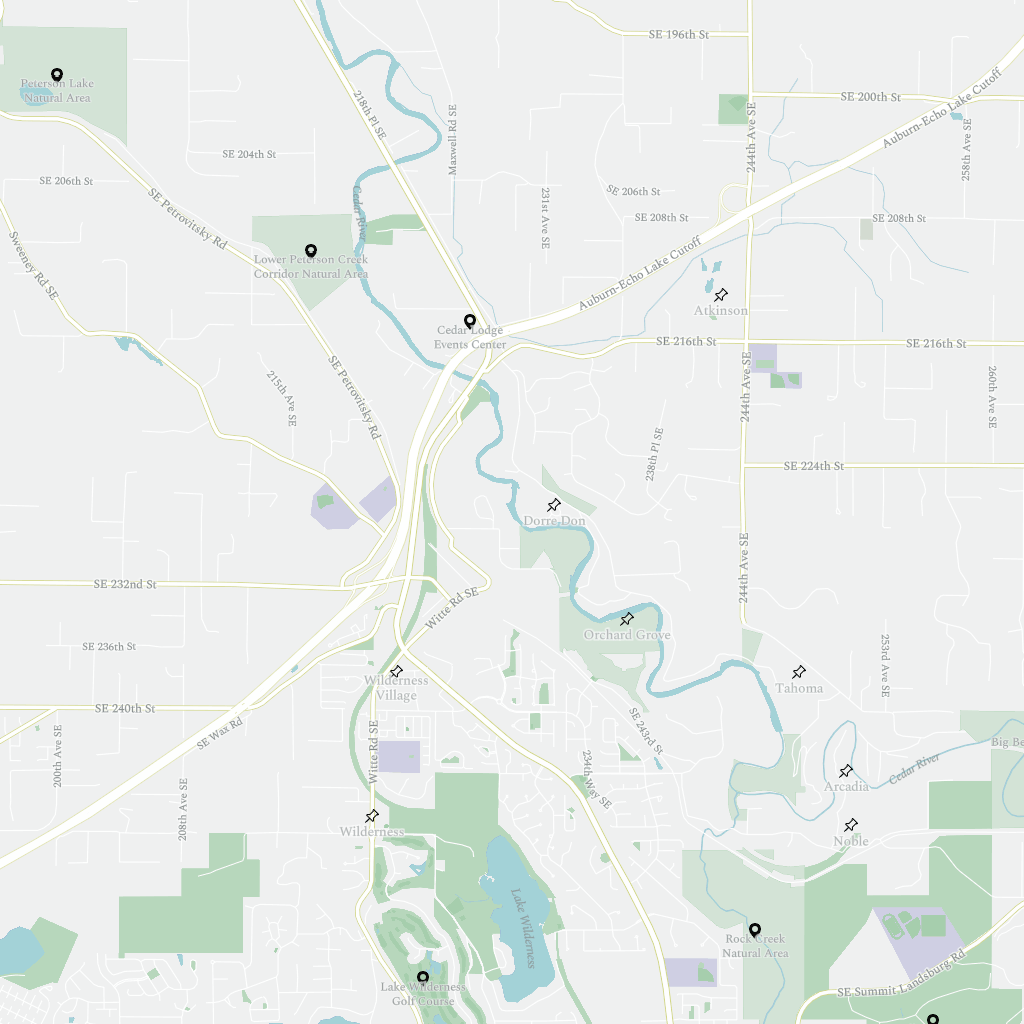 SE 196th St
Auburn-Echo Lake Cutoff
Peterson Lake
Natural Area
218th Pl SE
Maxwell Rd SE
244th Ave SE
SE 200th St
258th Ave SE
SE 204th St
SE 206th St
SE Petrovitsky Rd
Cedar River
231st Ave SE
SE 206th St
SE 208th St
SE 208th St
Sweeney Rd SE
Lower Peterson Creek
Corridor Natural Area
Auburn-Echo Lake Cutoff
Atkinson
Cedar Lodge
Events Center
SE 216th St
SE 216th St
215th Ave SE
SE Petrovitsky Rd
244th Ave SE
260th Ave SE
238th Pl SE
SE 224th St
Dorre Don
244th Ave SE
SE 232nd St
Witte Rd SE
Orchard Grove
SE 236th St
253rd Ave SE
Wilderness
Village
Tahoma
SE 240th St
SE Wax Rd
200th Ave SE
Witte Rd SE
SE 243rd St
Big Be
234th Way SE
Cedar River
Arcadia
208th Ave SE
Wilderness
Noble
Lake Wilderness
Rock Creek
Natural Area
Lake Wilderness
Golf Course
SE Summit Landsburg Rd